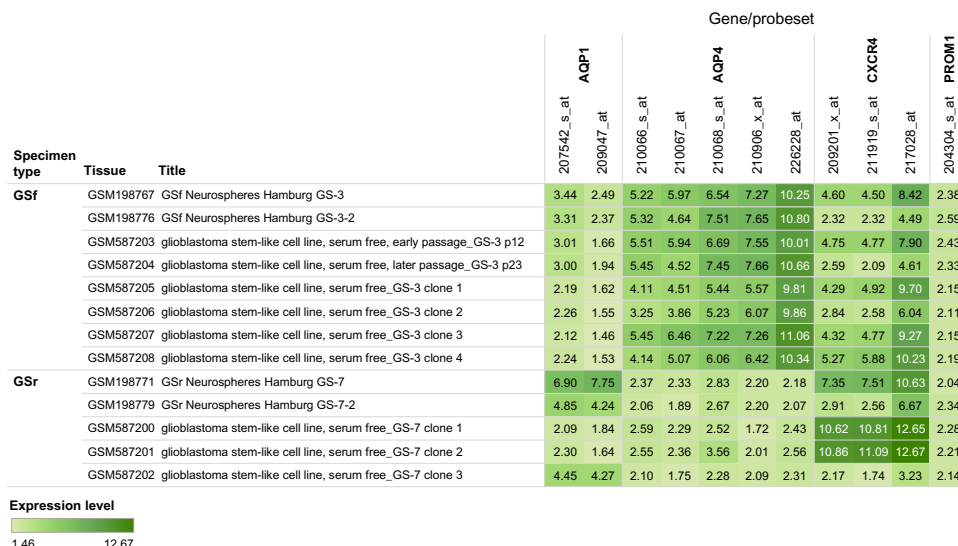 Gene/probeset
AQP1 AQP4 CXCR4 PROM1
207542_s_at 209047_at 210066_s_at 210067_at 210068_s_at 210906_x_at 226228_at 209201_x_at 211919_s_at 217028_at 204304_s_at
Specimen
type Tissue Title
GSf GSM198767 GSf Neurospheres Hamburg GS-3 3.44 2.49 5.22 5.97 6.54 7.27 10.25 4.60 4.50 8.42 2.38
GSM198776 GSf Neurospheres Hamburg GS-3-2 3.31 2.37 5.32 4.64 7.51 7.65 10.80 2.32 2.32 4.49 2.59
GSM587203 glioblastoma stem-like cell line, serum free, early passage_GS-3 p12 3.01 1.66 5.51 5.94 6.69 7.55 10.01 4.75 4.77 7.90 2.43
GSM587204 glioblastoma stem-like cell line, serum free, later passage_GS-3 p23 3.00 1.94 5.45 4.52 7.45 7.66 10.66 2.59 2.09 4.61 2.33
GSM587205 glioblastoma stem-like cell line, serum free_GS-3 clone 1 2.19 1.62 4.11 4.51 5.44 5.57 9.81 4.29 4.92 9.70 2.15
GSM587206 glioblastoma stem-like cell line, serum free_GS-3 clone 2 2.26 1.55 3.25 3.86 5.23 6.07 9.86 2.84 2.58 6.04 2.11
GSM587207 glioblastoma stem-like cell line, serum free_GS-3 clone 3 2.12 1.46 5.45 6.46 7.22 7.26 11.06 4.32 4.77 9.27 2.15
GSM587208 glioblastoma stem-like cell line, serum free_GS-3 clone 4 2.24 1.53 4.14 5.07 6.06 6.42 10.34 5.27 5.88 10.23 2.19
GSr GSM198771 GSr Neurospheres Hamburg GS-7 6.90 7.75 2.37 2.33 2.83 2.20 2.18 7.35 7.51 10.63 2.04
GSM198779 GSr Neurospheres Hamburg GS-7-2 4.85 4.24 2.06 1.89 2.67 2.20 2.07 2.91 2.56 6.67 2.34
GSM587200 glioblastoma stem-like cell line, serum free_GS-7 clone 1 2.09 1.84 2.59 2.29 2.52 1.72 2.43 10.62 10.81 12.65 2.28
GSM587201 glioblastoma stem-like cell line, serum free_GS-7 clone 2 2.30 1.64 2.55 2.36 3.56 2.01 2.56 10.86 11.09 12.67 2.21
GSM587202 glioblastoma stem-like cell line, serum free_GS-7 clone 3 4.45 4.27 2.10 1.75 2.28 2.09 2.31 2.17 1.74 3.23 2.14
Expression level
1.46 12.67